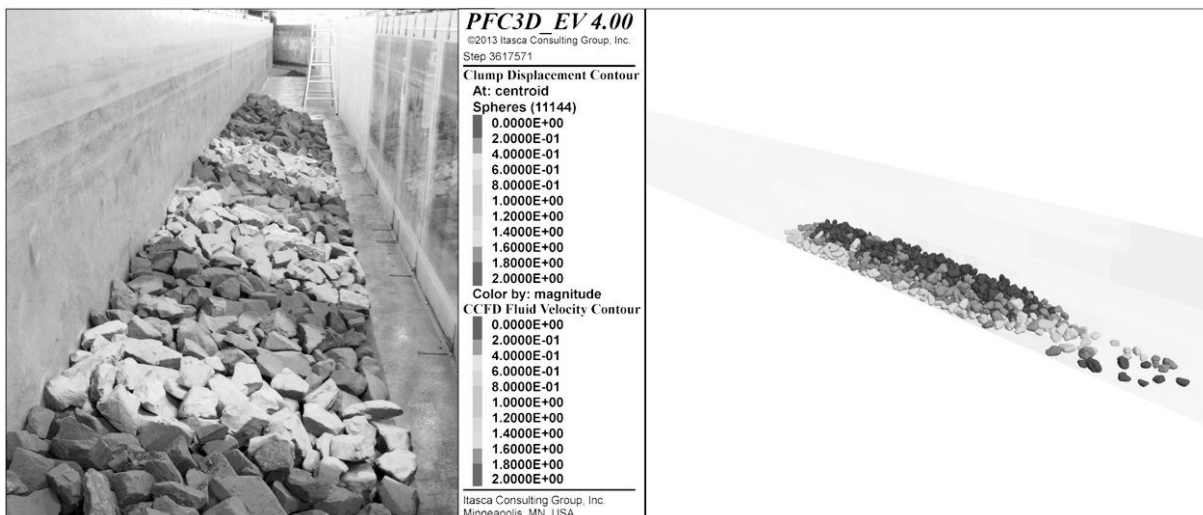 PFC3D_EV 4.00
©2013 Itasca Consulting Group, Inc.
Step 3617571
Clump Displacement Contour
At: centroid
Spheres (11144)
0.0000E+00
2.0000E-01
4.0000E-01
6.0000E-01
8.0000E-01
1.0000E+00
1.2000E+00
1.4000E+00
1.6000E+00
1.8000E+00
2.0000E+00
Color by: magnitude
CCFD Fluid Velocity Contour
0.0000E+00
2.0000E-01
4.0000E-01
6.0000E-01
8.0000E-01
1.0000E+00
1.2000E+00
1.4000E+00
1.6000E+00
1.8000E+00
2.0000E+00
Itasca Consulting Group, Inc.
Minneapolis, MN USA